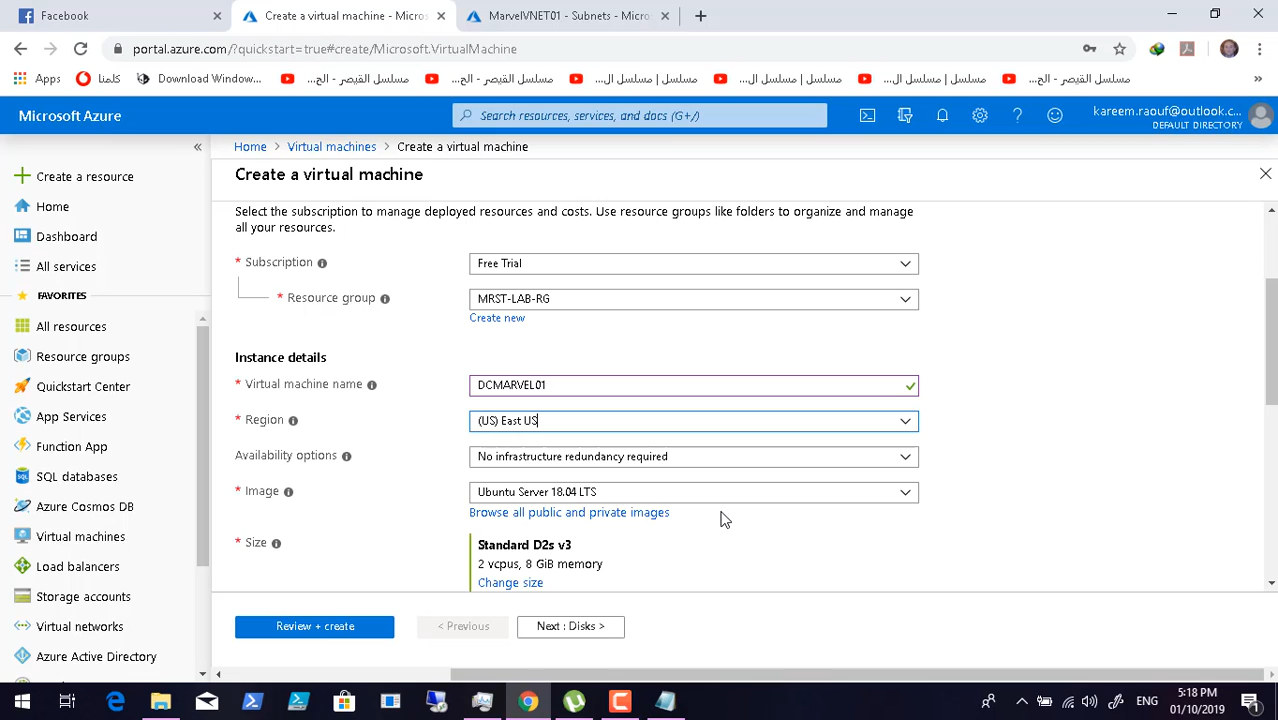 Facebook
Create a virtual machine - Micros
MarvelVNET01 - Subnets - Micro
portal.azure.com/?quickstart=true#create/Microsoft.VirtualMachine
Apps
كلمنا
Download Window...
مسلسل القيصر - الح...
مسلسل القيصر - الح...
مسلسل | مسلسل ال...
مسلسل | مسلسل ال...
مسلسل | مسلسل ال...
مسلسل القيصر - الح...
»
Microsoft Azure
Search resources, services, and docs (G+/)
kareem.raouf@outlook.c...
DEFAULT DIRECTORY
Create a resource
Home
Dashboard
All services
FAVORITES
All resources
Resource groups
Quickstart Center
App Services
Function App
SQL databases
Azure Cosmos DB
Virtual machines
Load balancers
Storage accounts
Virtual networks
Azure Active Directory
«
Home > Virtual machines > Create a virtual machine
Create a virtual machine
Select the subscription to manage deployed resources and costs. Use resource groups like folders to organize and manage
all your resources.
* Subscription
Free Trial
* Resource group
MRST-LAB-RG
Create new
Instance details
* Virtual machine name
DCMARVEL01
* Region
(US) East US
Availability options
No infrastructure redundancy required
* Image
Ubuntu Server 18.04 LTS
Browse all public and private images
* Size
Standard D2s v3
2 vcpus, 8 GiB memory
Change size
Review + create
< Previous
Next : Disks >
ENG
5:18 PM
01/10/2019
1